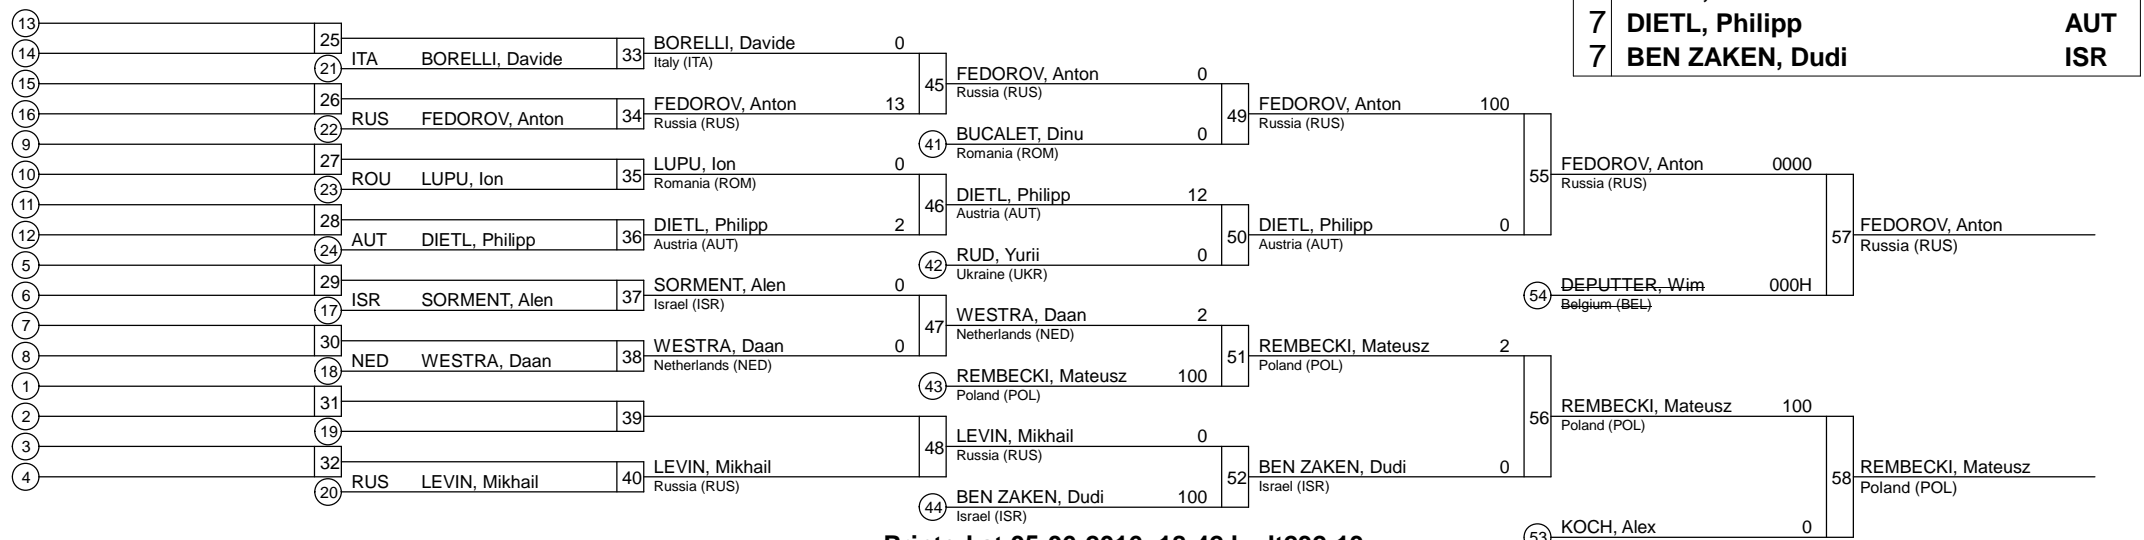 7 DIETL, Philipp AUT
7 BEN ZAKEN, Dudi ISR
13
14
15
16
9
10
11
12
5
6
7
8
1
2
3
4
25
21 ITA BORELLI, Davide
26
22 RUS FEDOROV, Anton
27
23 ROU LUPU, Ion
28
24 AUT DIETL, Philipp
29
17 ISR SORMENT, Alen
30
18 NED WESTRA, Daan
31
19
32
20 RUS LEVIN, Mikhail
33 BORELLI, Davide 0
Italy (ITA)
34 FEDOROV, Anton 13
Russia (RUS)
35 LUPU, Ion 0
Romania (ROM)
36 DIETL, Philipp 2
Austria (AUT)
37 SORMENT, Alen 0
Israel (ISR)
38 WESTRA, Daan 0
Netherlands (NED)
39
40 LEVIN, Mikhail
Russia (RUS)
45 FEDOROV, Anton 0
Russia (RUS)
41 BUCALET, Dinu 0
Romania (ROM)
46 DIETL, Philipp 12
Austria (AUT)
42 RUD, Yurii 0
Ukraine (UKR)
47 WESTRA, Daan 2
Netherlands (NED)
43 REMBECKI, Mateusz 100
Poland (POL)
48 LEVIN, Mikhail 0
Russia (RUS)
44 BEN ZAKEN, Dudi 100
Israel (ISR)
49 FEDOROV, Anton 100
Russia (RUS)
50 DIETL, Philipp 0
Austria (AUT)
51 REMBECKI, Mateusz 2
Poland (POL)
52 BEN ZAKEN, Dudi 0
Israel (ISR)
55 FEDOROV, Anton 0000
Russia (RUS)
54 DEPUTTER, Wim 000H
Belgium (BEL)
56 REMBECKI, Mateusz 100
Poland (POL)
53 KOCH, Alex 0
57 FEDOROV, Anton
Russia (RUS)
58 REMBECKI, Mateusz
Poland (POL)